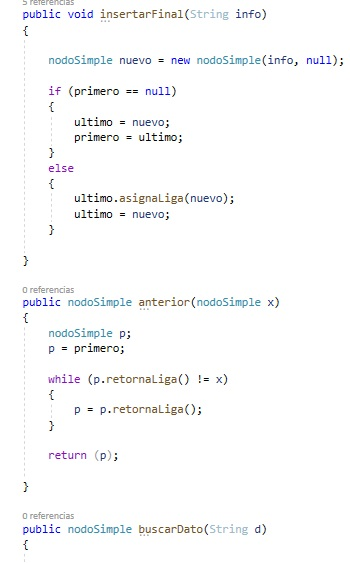 5 referencias
public void insertarFinal(String info)
{
nodoSimple nuevo = new nodoSimple(info, null);
if (primero == null)
{
ultimo = nuevo;
primero = ultimo;
}
else
{
ultimo.asignaLiga(nuevo);
ultimo = nuevo;
}
}
0 referencias
public nodoSimple anterior(nodoSimple x)
{
nodoSimple p;
p = primero;
while (p.retornaLiga() != x)
{
p = p.retornaLiga();
}
return (p);
}
0 referencias
public nodoSimple buscarDato(String d)
{